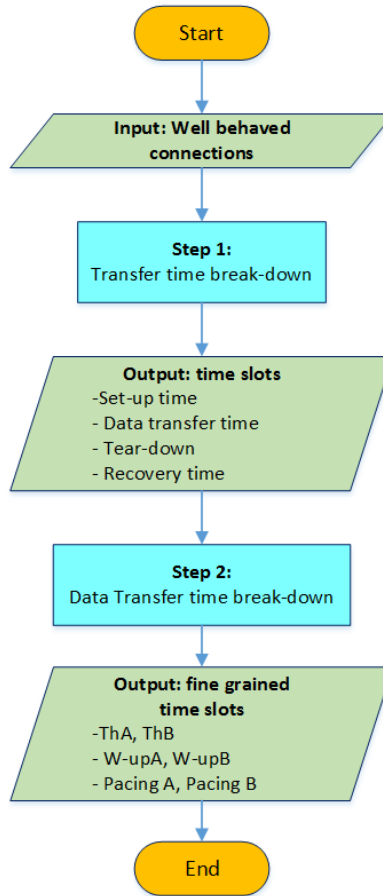 Start
Input: Well behaved
connections
Step 1:
Transfer time break-down
Output: time slots
-Set-up time
- Data transfer time
- Tear-down
- Recovery time
Step 2:
Data Transfer time break-down
Output: fine grained
time slots
-ThA, ThB
- W-upA, W-upB
- Pacing A, Pacing B
End